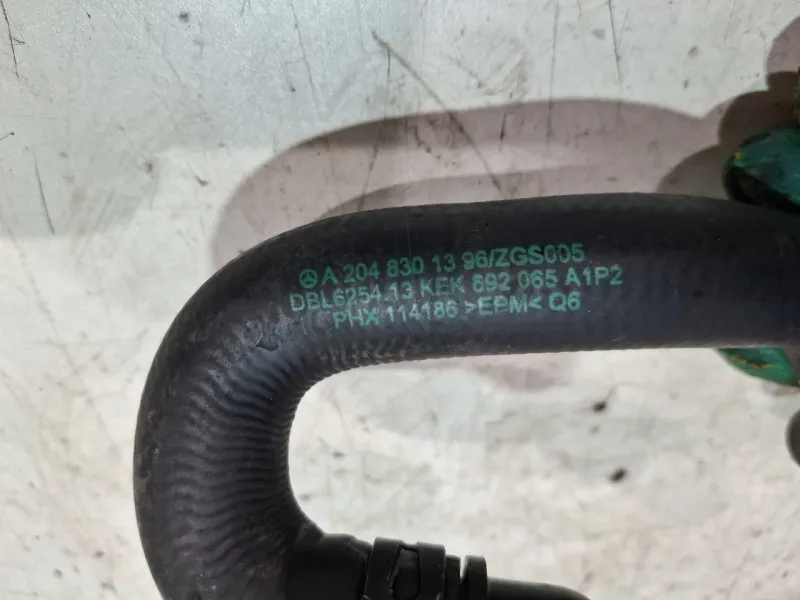 A 204 830 13 96/ZGS005
DBL6254.13 KEK 692 065 A1P2
PHX 114186 >EPM< Q6